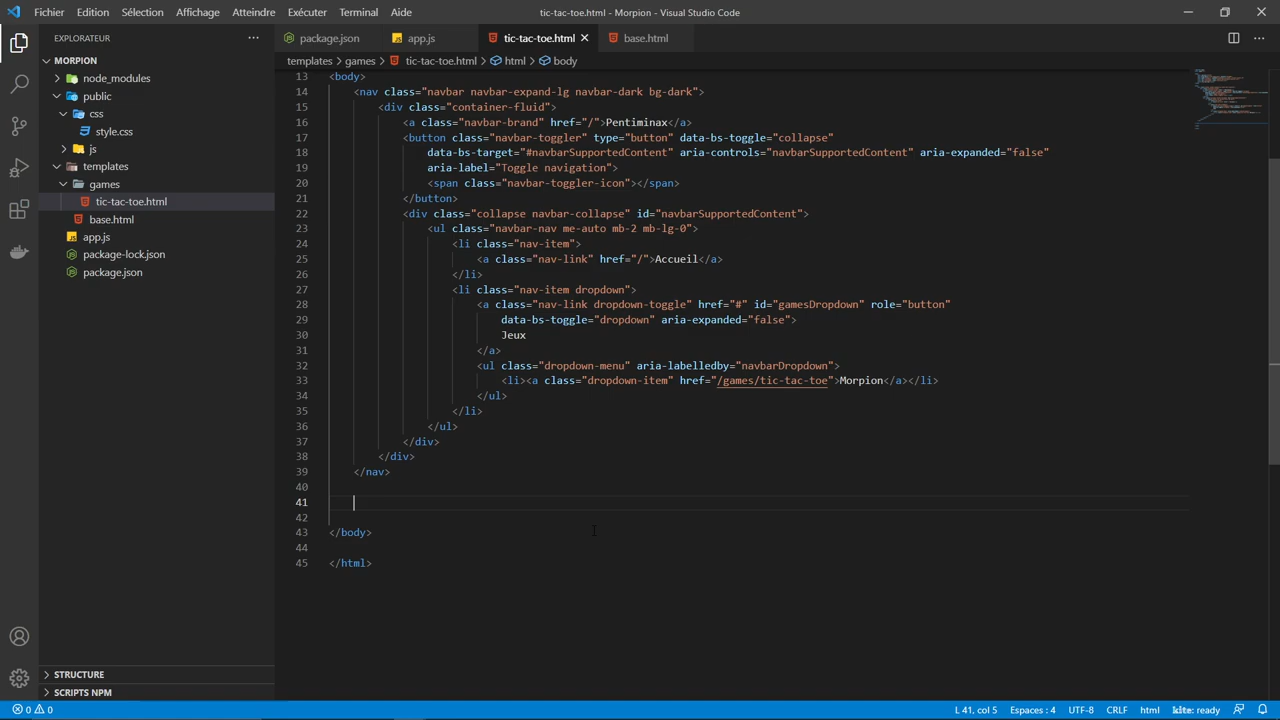 Fichier Edition Sélection Affichage Atteindre Exécuter Terminal Aide
tic-tac-toe.html - Morpion - Visual Studio Code
EXPLORATEUR
MORPION
node_modules
public
css
style.css
js
templates
games
tic-tac-toe.html
base.html
app.js
package-lock.json
package.json
STRUCTURE
SCRIPTS NPM
package.json app.js tic-tac-toe.html base.html
templates > games > tic-tac-toe.html > html > body
13 <body>
14 <nav class="navbar navbar-expand-lg navbar-dark bg-dark">
15 <div class="container-fluid">
16 <a class="navbar-brand" href="/">Pentiminax</a>
17 <button class="navbar-toggler" type="button" data-bs-toggle="collapse"
18 data-bs-target="#navbarSupportedContent" aria-controls="navbarSupportedContent" aria-expanded="false"
19 aria-label="Toggle navigation">
20 <span class="navbar-toggler-icon"></span>
21 </button>
22 <div class="collapse navbar-collapse" id="navbarSupportedContent">
23 <ul class="navbar-nav me-auto mb-2 mb-lg-0">
24 <li class="nav-item">
25 <a class="nav-link" href="/">Accueil</a>
26 </li>
27 <li class="nav-item dropdown">
28 <a class="nav-link dropdown-toggle" href="#" id="gamesDropdown" role="button"
29 data-bs-toggle="dropdown" aria-expanded="false">
30 Jeux
31 </a>
32 <ul class="dropdown-menu" aria-labelledby="navbarDropdown">
33 <li><a class="dropdown-item" href="/games/tic-tac-toe">Morpion</a></li>
34 </ul>
35 </li>
36 </ul>
37 </div>
38 </div>
39 </nav>
40
41
42
43 </body>
44
45 </html>
0 0
L 41, col 5 Espaces : 4 UTF-8 CRLF html kite: ready